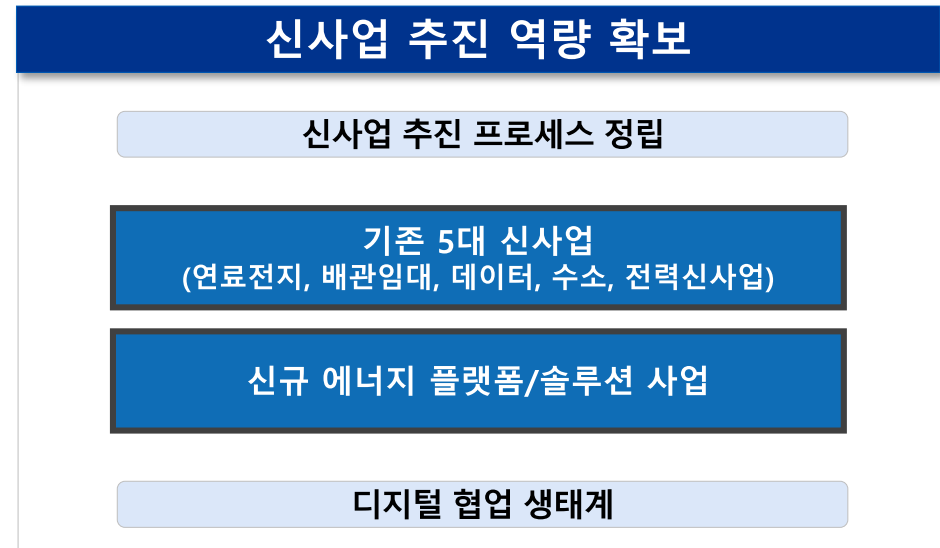 신사업 추진 역량 확보
신사업 추진 프로세스 정립
기존 5대 신사업
(연료전지, 배관임대, 데이터, 수소, 전력신사업)
신규 에너지 플랫폼/솔루션 사업
디지털 협업 생태계